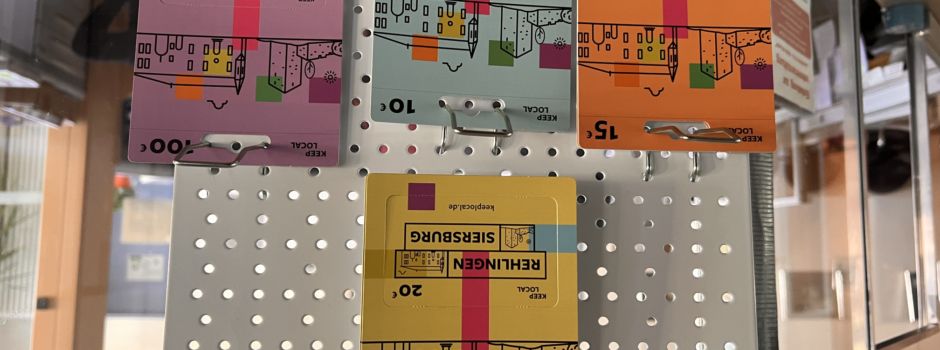 KEEP
LOCAL
100€
KEEP
LOCAL
10€
KEEP
LOCAL
15€
KEEP
LOCAL
20€
REHLINGEN
SIERSBURG
keeplocal.de